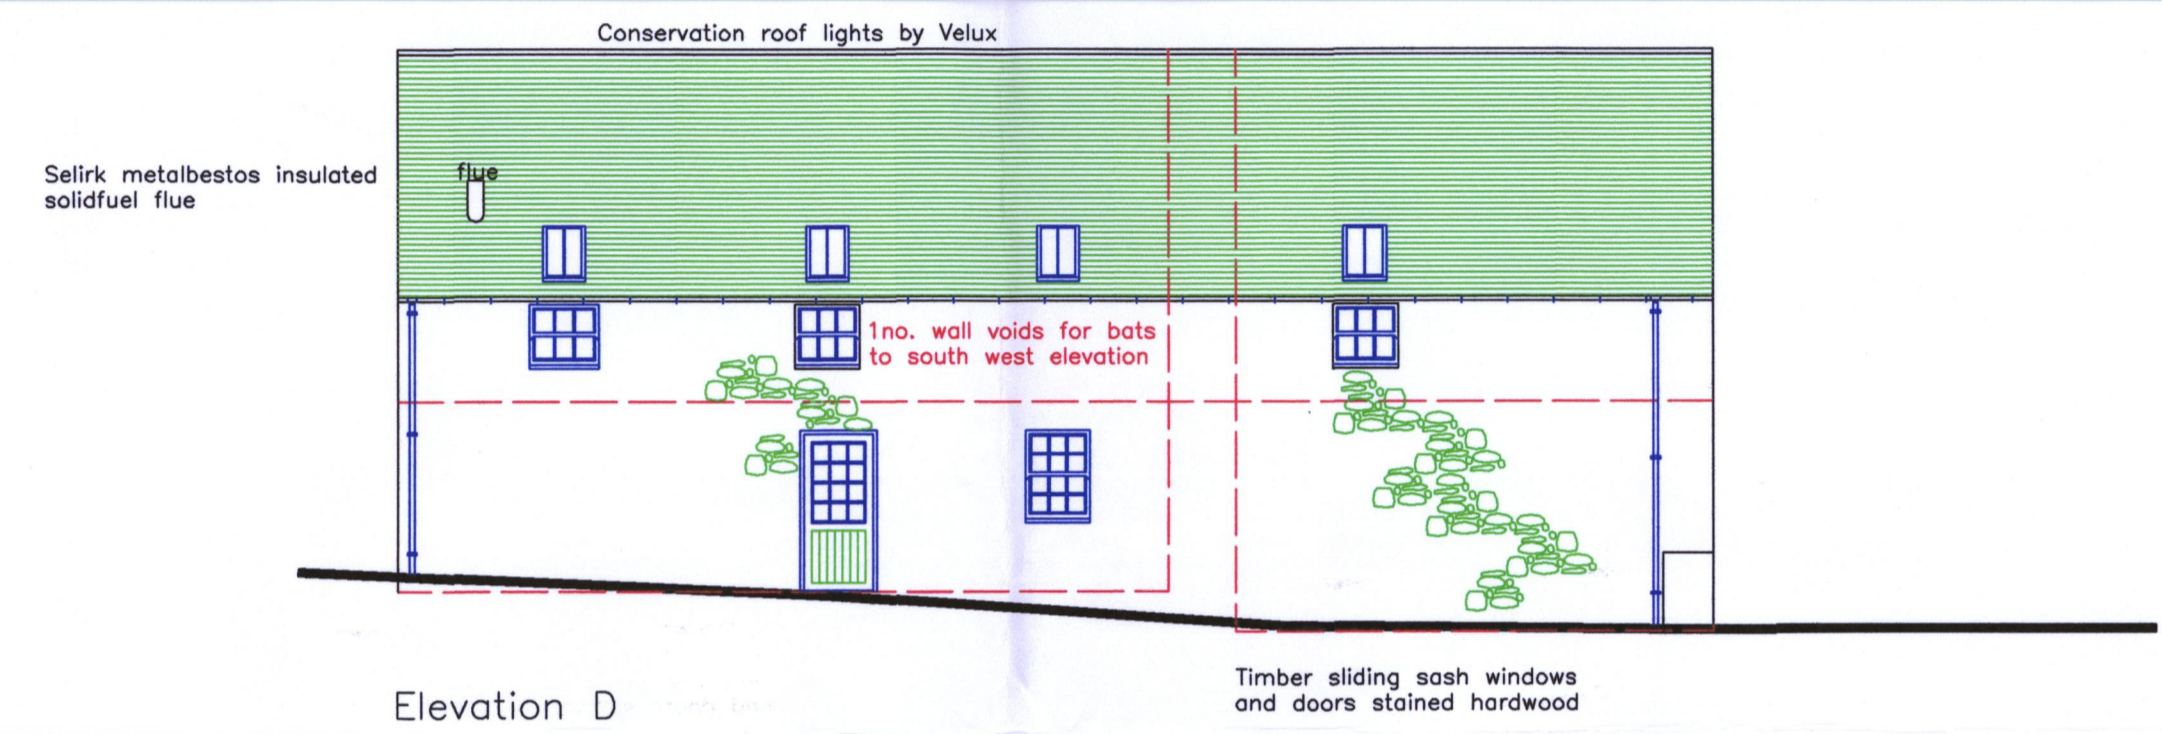 Conservation roof lights by Velux
Selirk metalbestos insulated
solidfuel flue
flue
1no. wall voids for bats
to south west elevation
Timber sliding sash windows
and doors stained hardwood
Elevation D